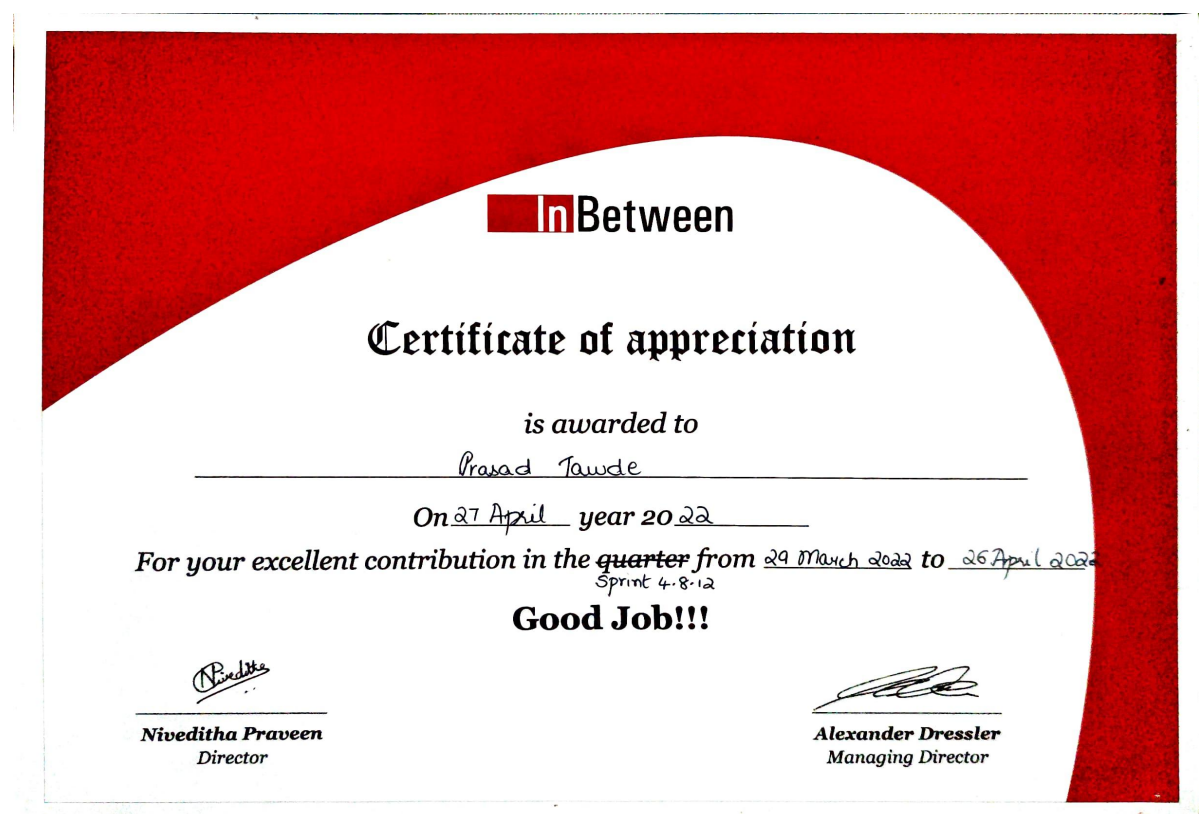 InBetween
Certificate of appreciation
is awarded to
Prasad Tawde
On 27 April year 2022
For your excellent contribution in the quarter from 29 March 2022 to 26 April 2022
Sprint 4.8.12
Good Job!!!
Niveditha
Niveditha Praveen
Director
Alexander Dressler
Managing Director